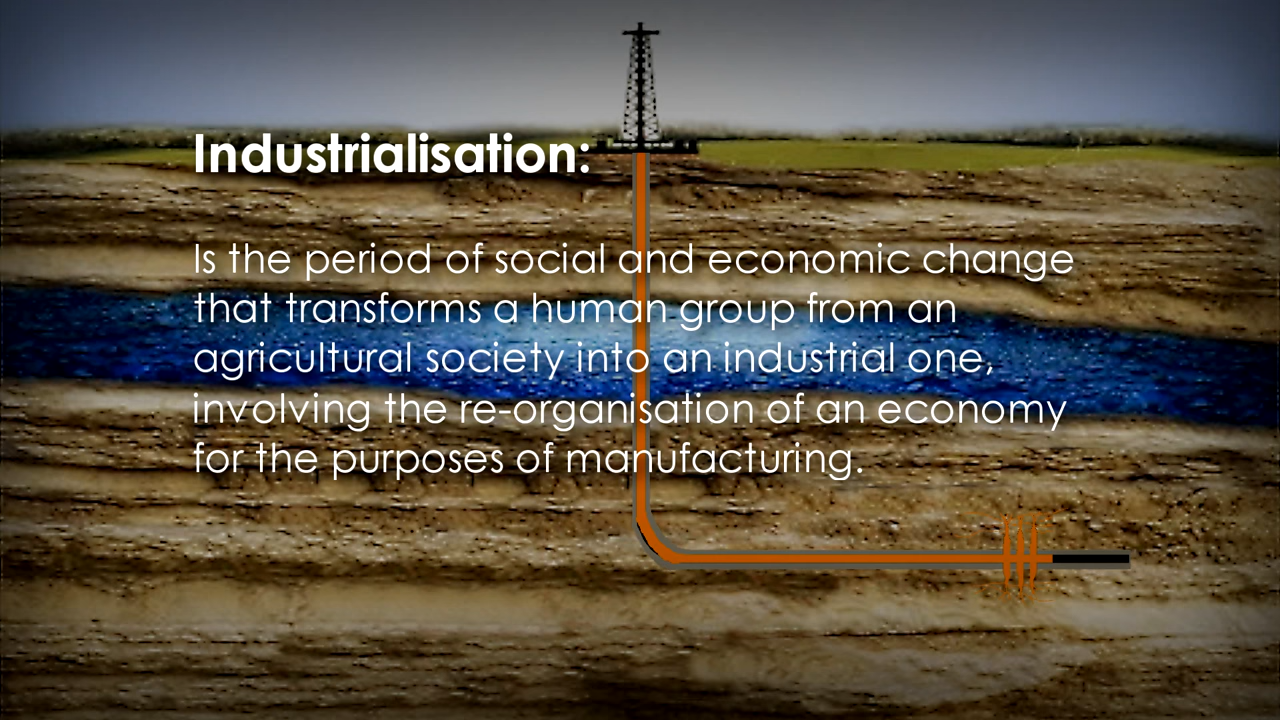 Industrialisation:
Is the period of social and economic change
that transforms a human group from an
agricultural society into an industrial one,
involving the re-organisation of an economy
for the purposes of manufacturing.